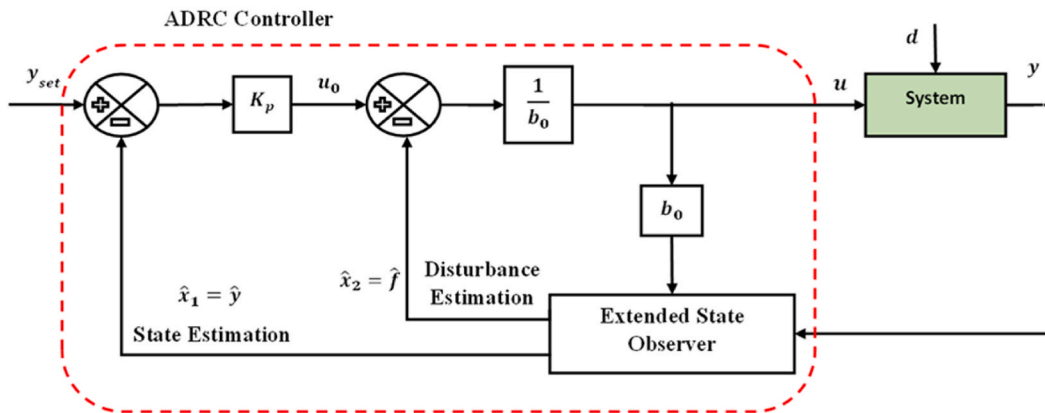 ADRC Controller
d
y_set
K_p
u_0
1/b_0
u
System
y
b_0
x̂_1 = ŷ
State Estimation
x̂_2 = f̂
Disturbance
Estimation
Extended State
Observer